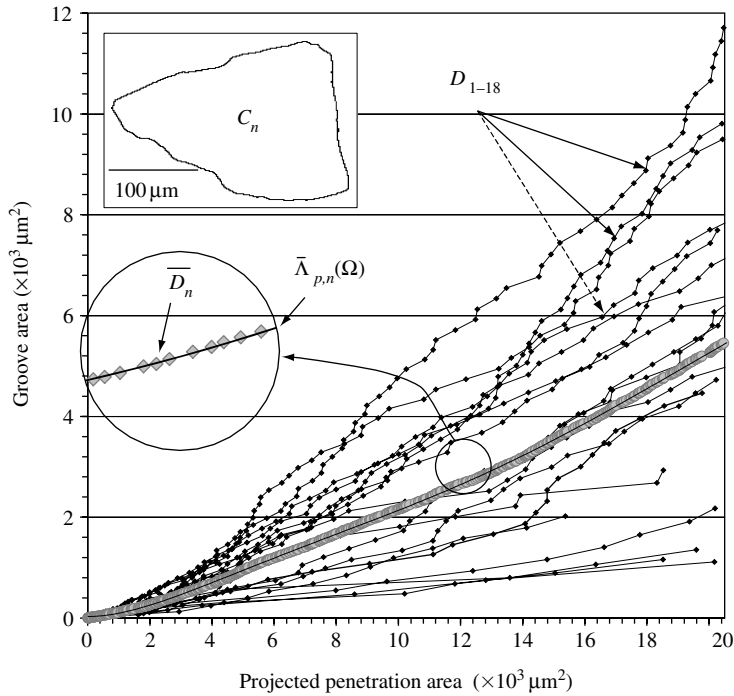 12
10
8
6
4
2
0
Groove area (×10³ μm²)
C_n
100 μm
D_1–18
D̅_n
Λ̄_p,n(Ω)
0 2 4 6 8 10 12 14 16 18 20
Projected penetration area (×10³ μm²)